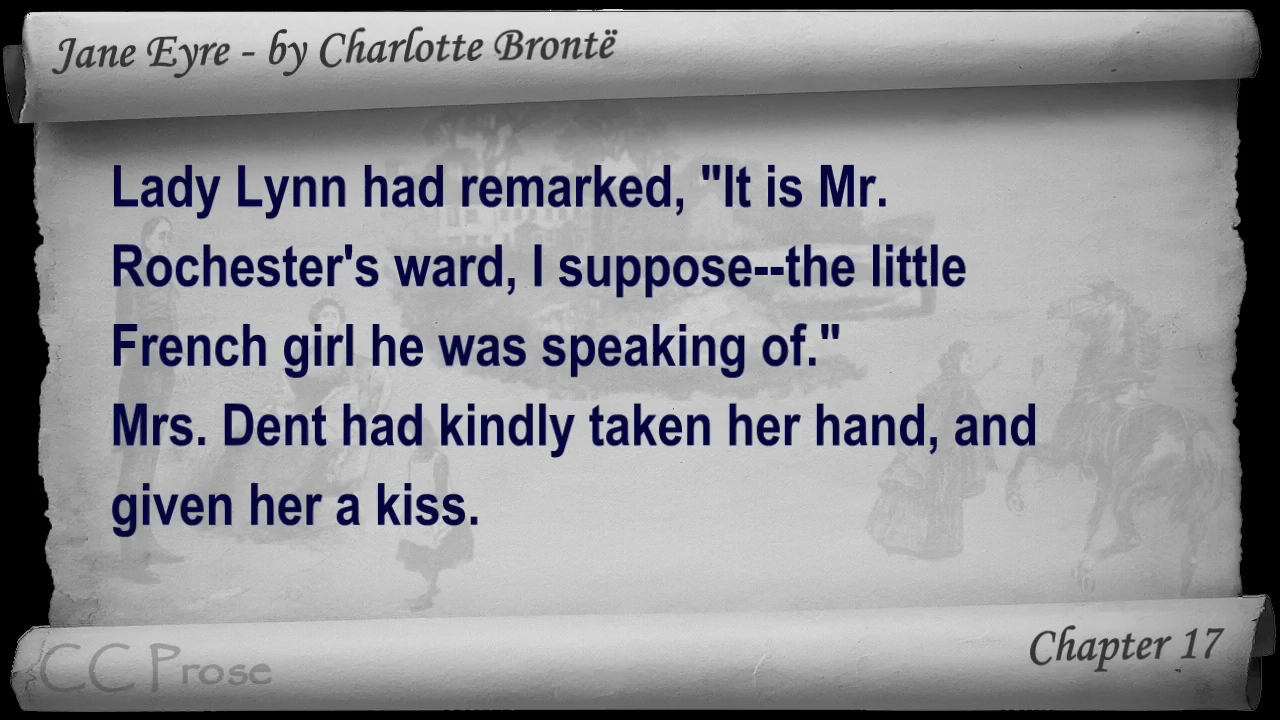 Jane Eyre - by Charlotte Brontë
Lady Lynn had remarked, "It is Mr.
Rochester's ward, I suppose--the little
French girl he was speaking of."
Mrs. Dent had kindly taken her hand, and
given her a kiss.
CC Prose
Chapter 17